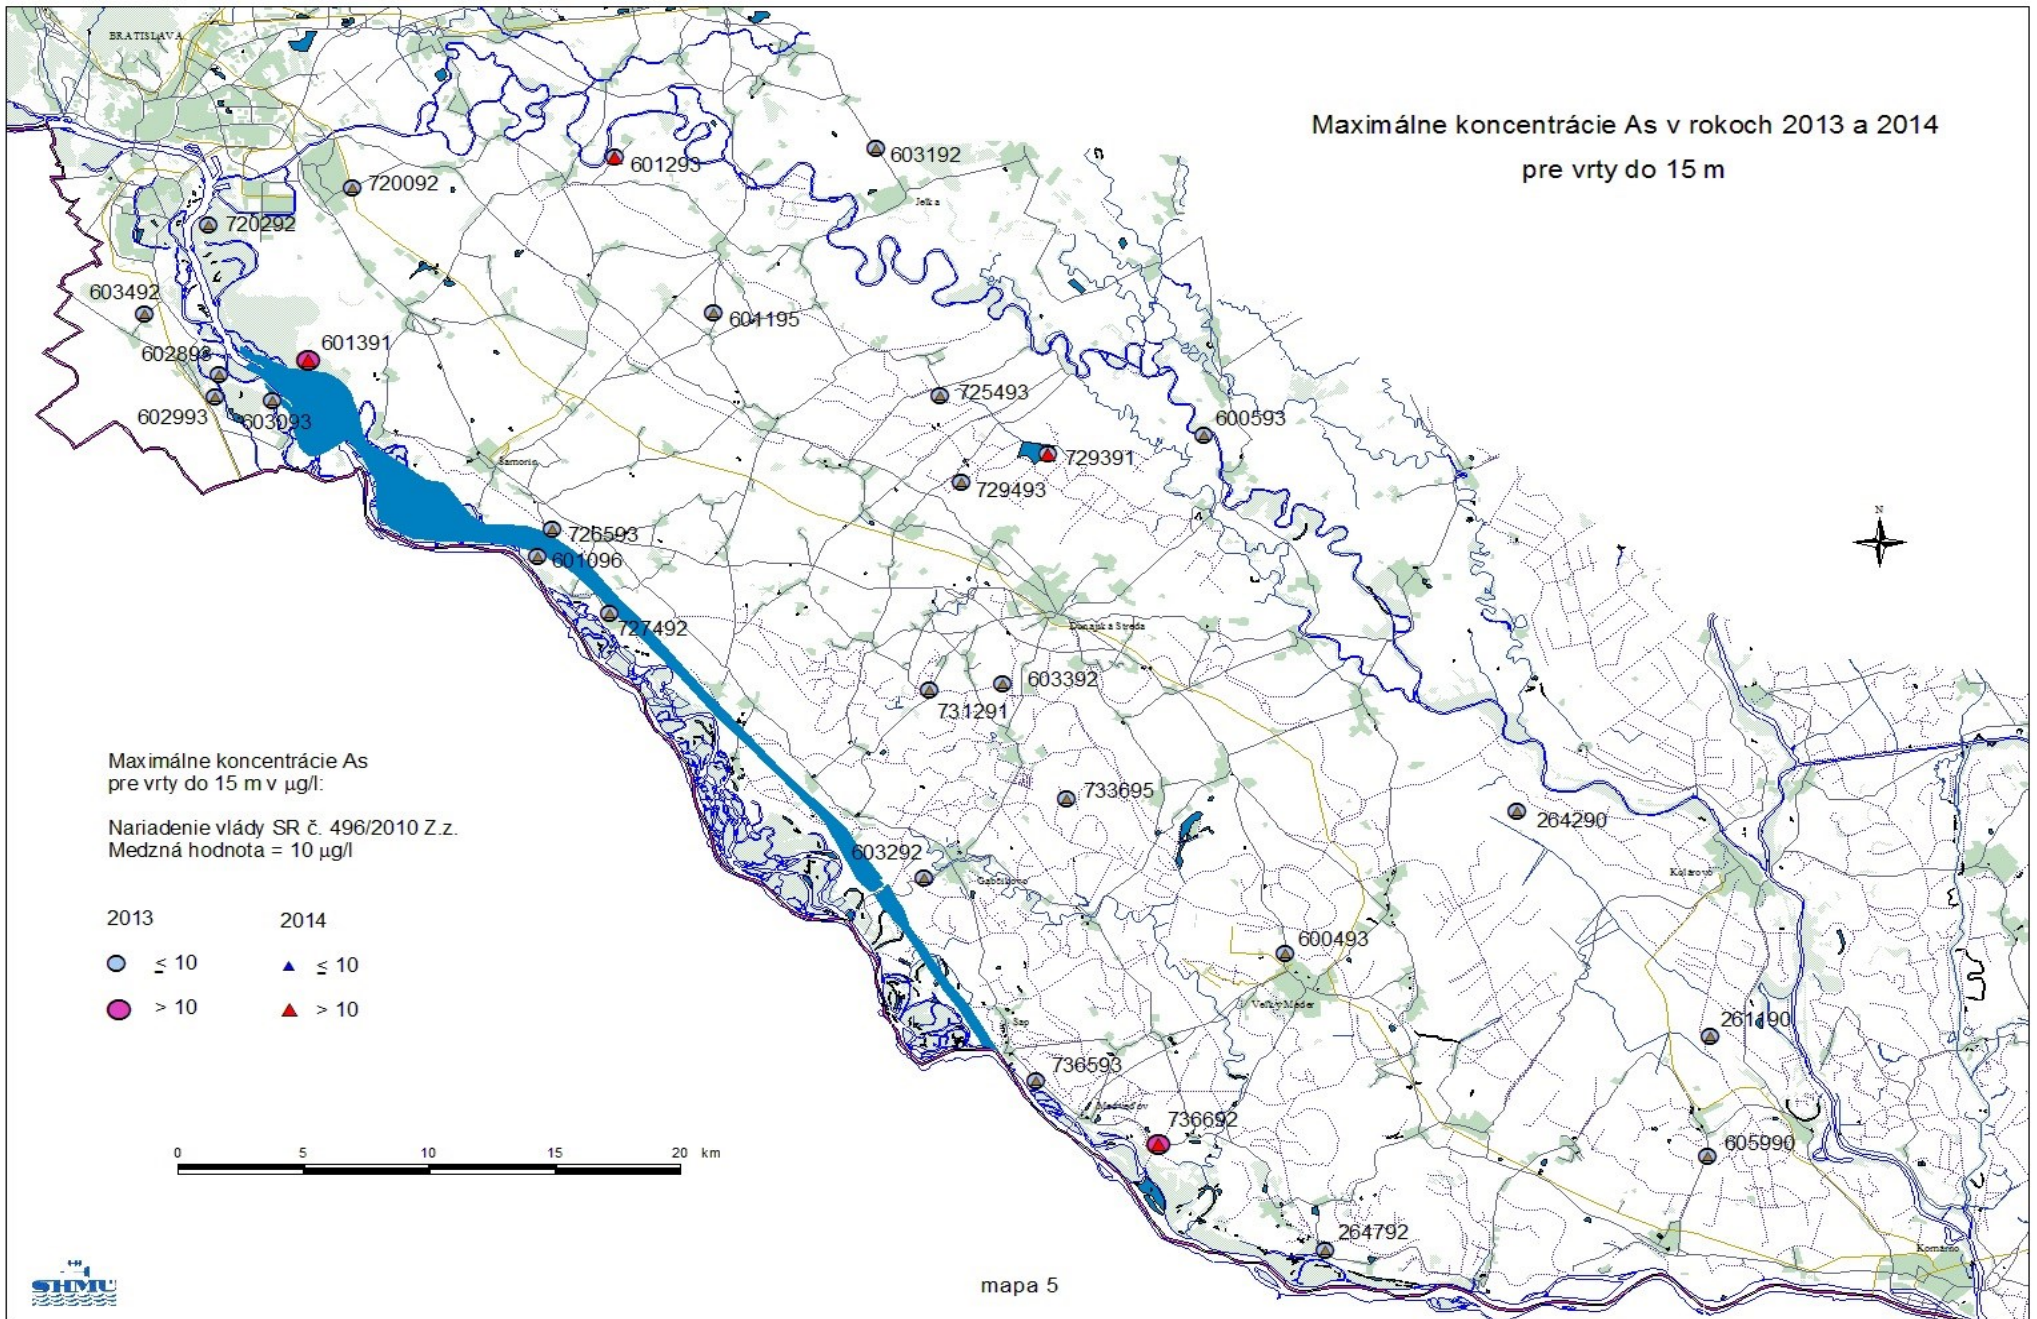 BRATISLAVA
Maximálne koncentrácie As v rokoch 2013 a 2014
pre vrty do 15 m
603192
601293
720092
Jelka
720292
603492
601195
601391
602893
725493
602993
603093
600593
729391
Šamorín
729493
N
726593
601096
727492
Dunajská Streda
603392
731291
Maximálne koncentrácie As
pre vrty do 15 m v µg/l:
733695
264290
Nariadenie vlády SR č. 496/2010 Z.z.
Medzná hodnota = 10 µg/l
603292
Gabčíkovo
Kolárovo
2013 2014
600493
≤ 10 ≤ 10
> 10 > 10
Veľký Meder
Sap
261190
736593
Medveďov
736692
605990
0 5 10 15 20 km
264792
Komárno
SHMÚ
mapa 5